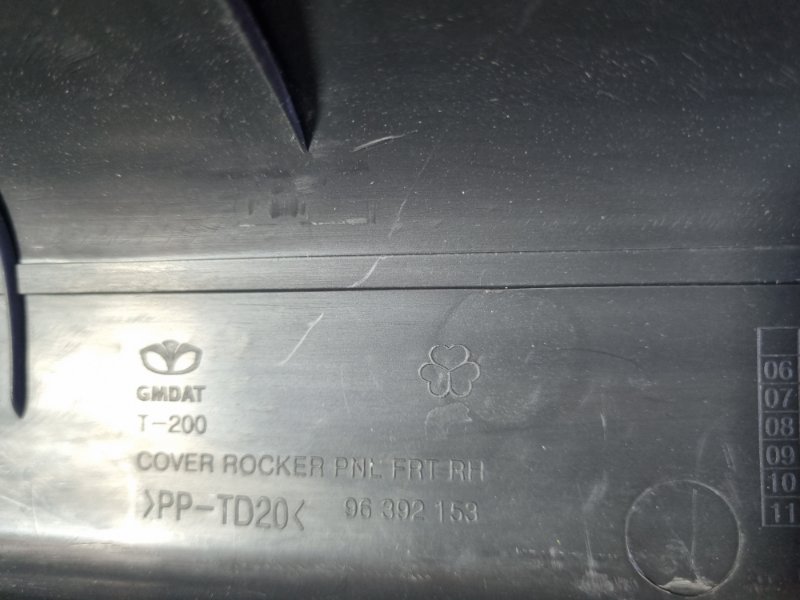 GMDAT
T-200
COVER ROCKER PNL FRT RH
>PP-TD20<
96 392 153
06
07
08
09
10
11